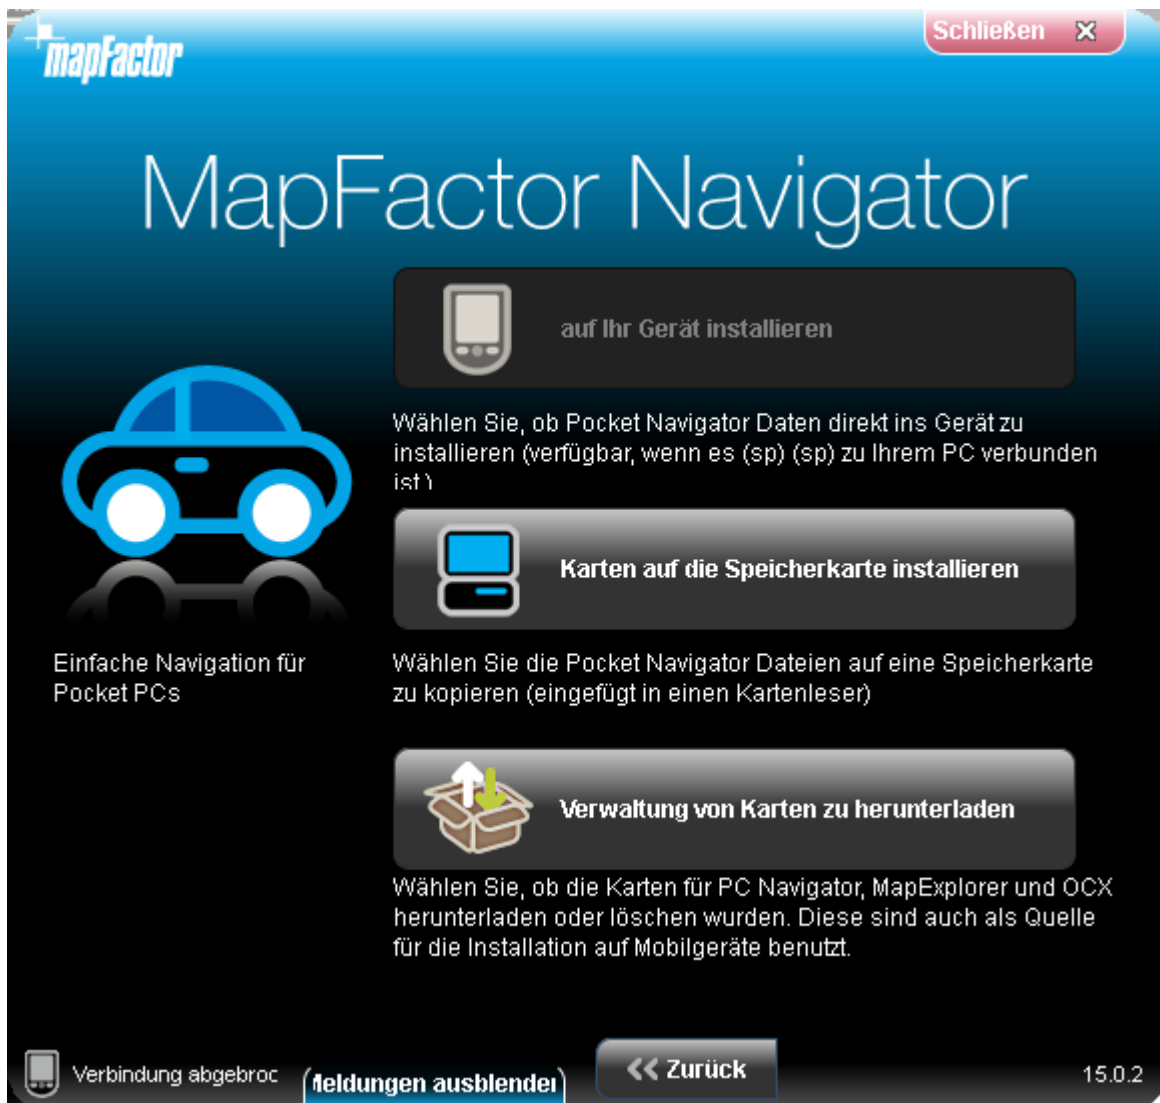 mapFactor
Schließen
MapFactor Navigator
auf Ihr Gerät installieren
Wählen Sie, ob Pocket Navigator Daten direkt ins Gerät zu
installieren (verfügbar, wenn es (sp) (sp) zu Ihrem PC verbunden
ist)
Karten auf die Speicherkarte installieren
Einfache Navigation für
Pocket PCs
Wählen Sie die Pocket Navigator Dateien auf eine Speicherkarte
zu kopieren (eingefügt in einen Kartenleser)
Verwaltung von Karten zu herunterladen
Wählen Sie, ob die Karten für PC Navigator, MapExplorer und OCX
herunterladen oder löschen wurden. Diese sind auch als Quelle
für die Installation auf Mobilgeräte benutzt.
Verbindung abgebroc
Meldungen ausblenden
Zurück
15.0.2